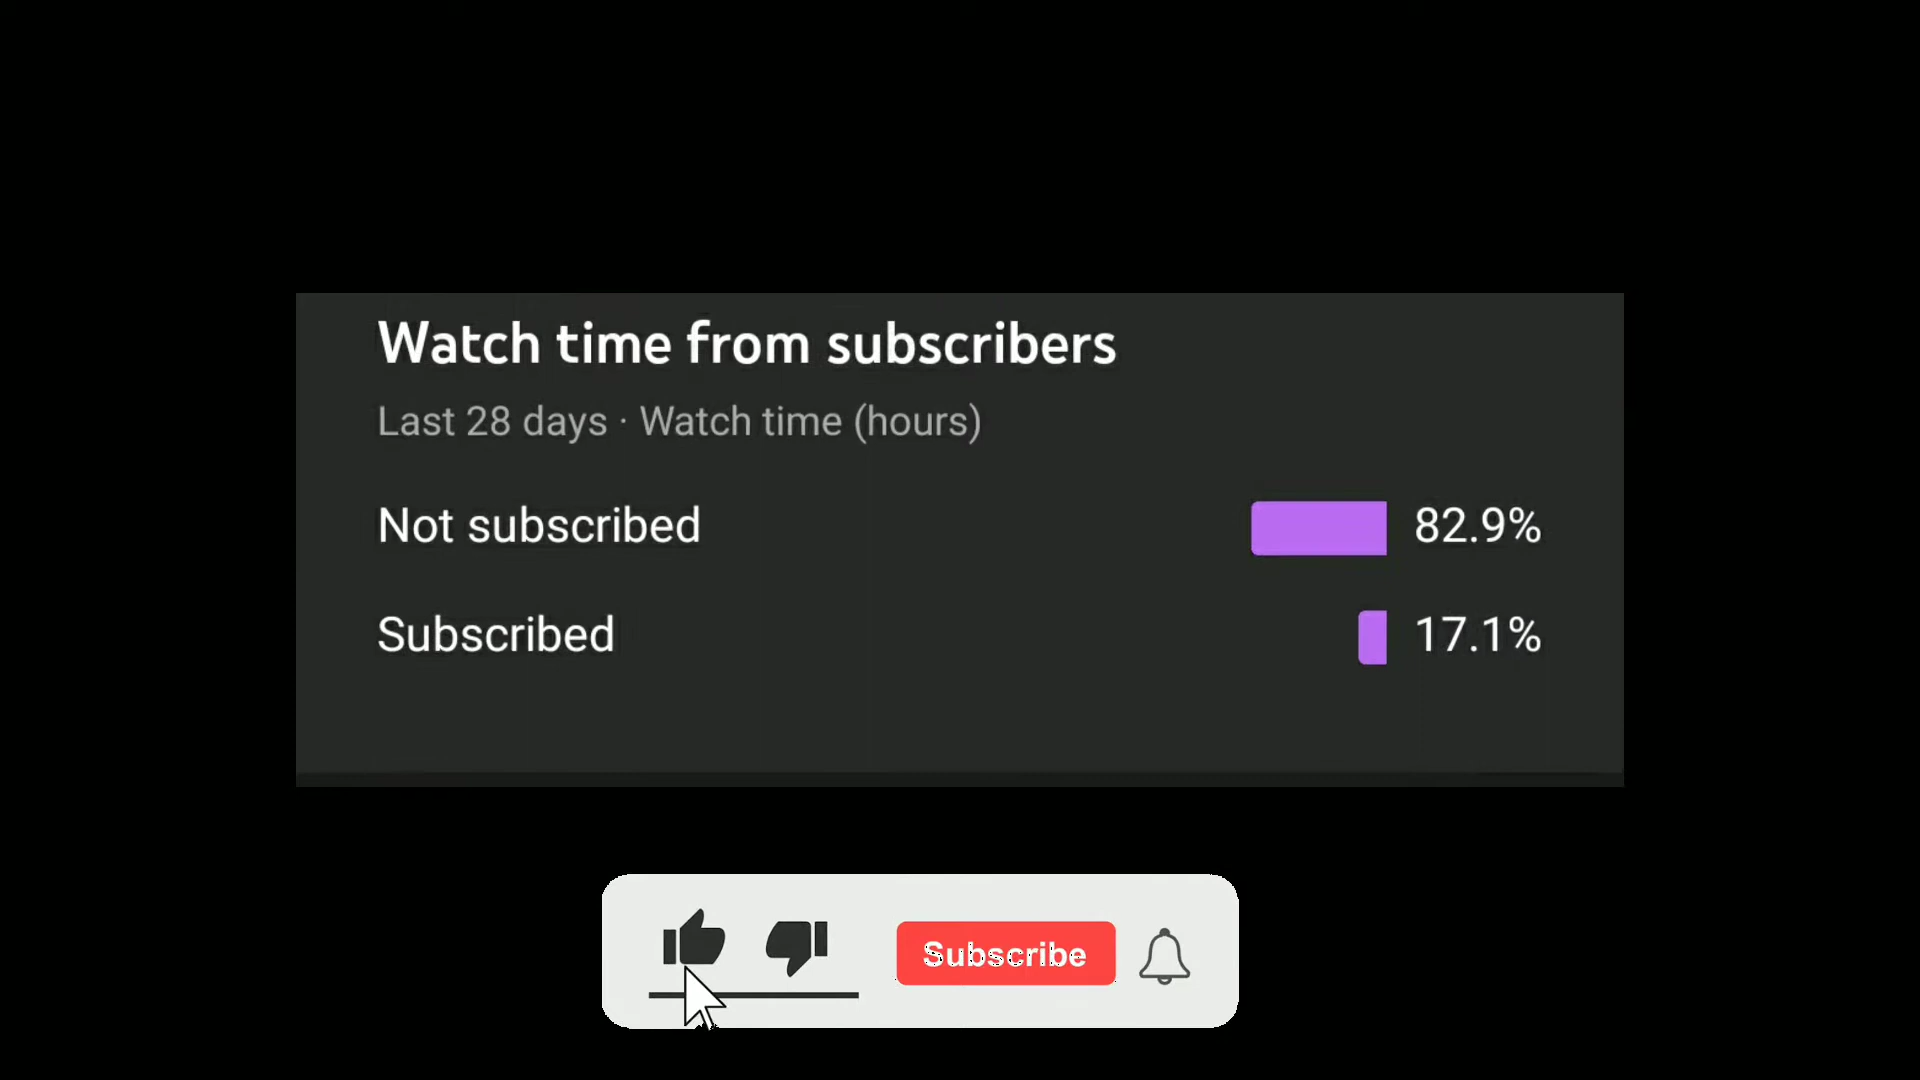 Watch time from subscribers
Last 28 days · Watch time (hours)
Not subscribed 82.9%
Subscribed 17.1%
Subscribe